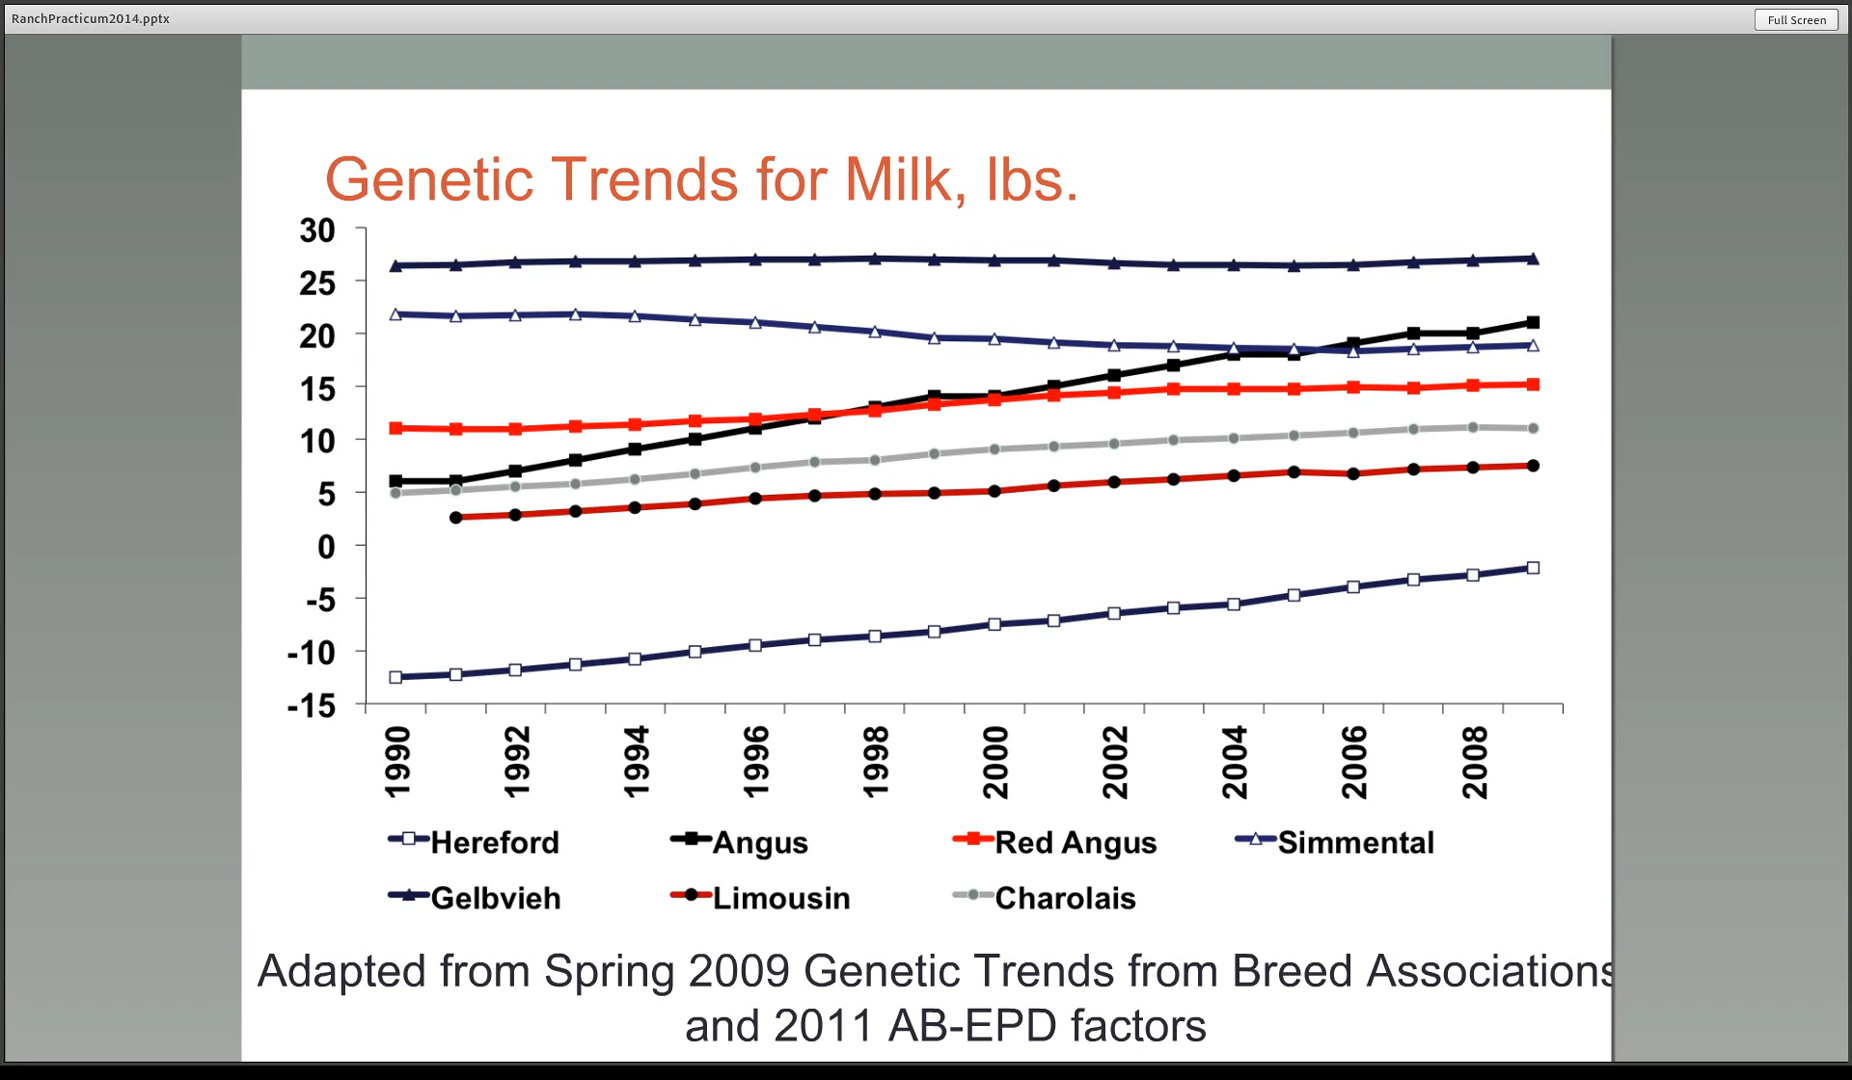 RanchPracticum2014.pptx
Full Screen
Genetic Trends for Milk, lbs.
30
25
20
15
10
5
0
-5
-10
-15
1990 1992 1994 1996 1998 2000 2002 2004 2006 2008
Hereford Angus Red Angus Simmental
Gelbvieh Limousin Charolais
Adapted from Spring 2009 Genetic Trends from Breed Associations
and 2011 AB-EPD factors